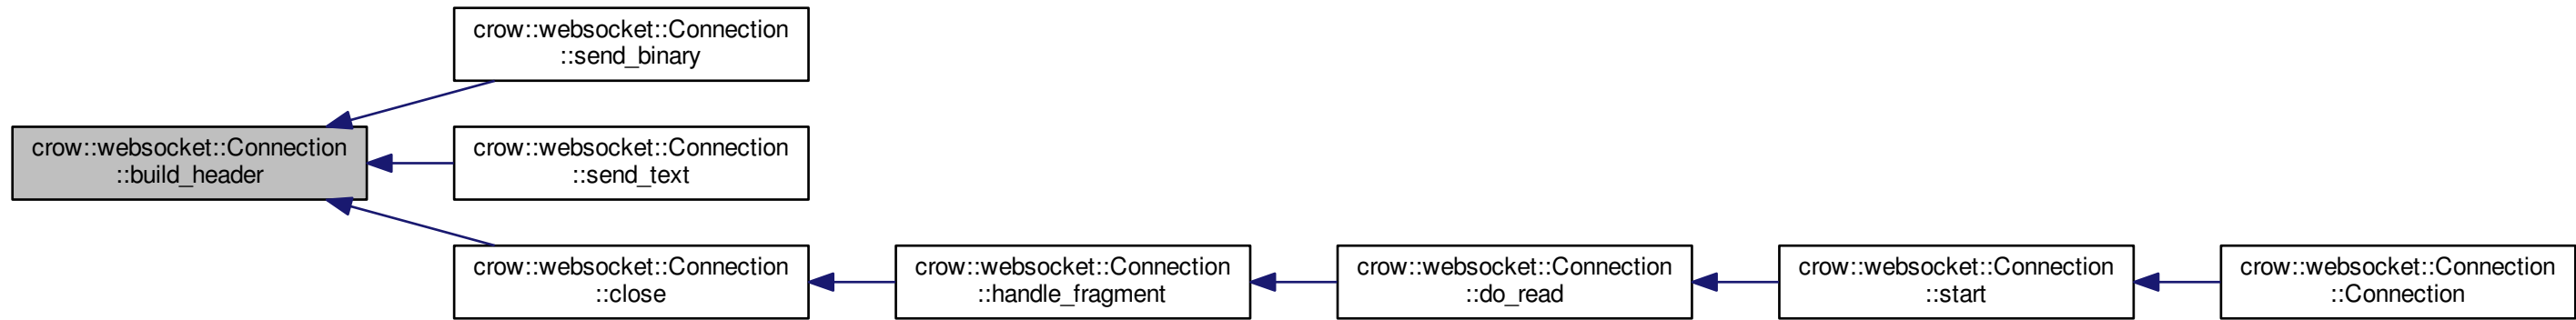 crow::websocket::Connection
::send_binary
crow::websocket::Connection
::build_header
crow::websocket::Connection
::send_text
crow::websocket::Connection
::close
crow::websocket::Connection
::handle_fragment
crow::websocket::Connection
::do_read
crow::websocket::Connection
::start
crow::websocket::Connection
::Connection